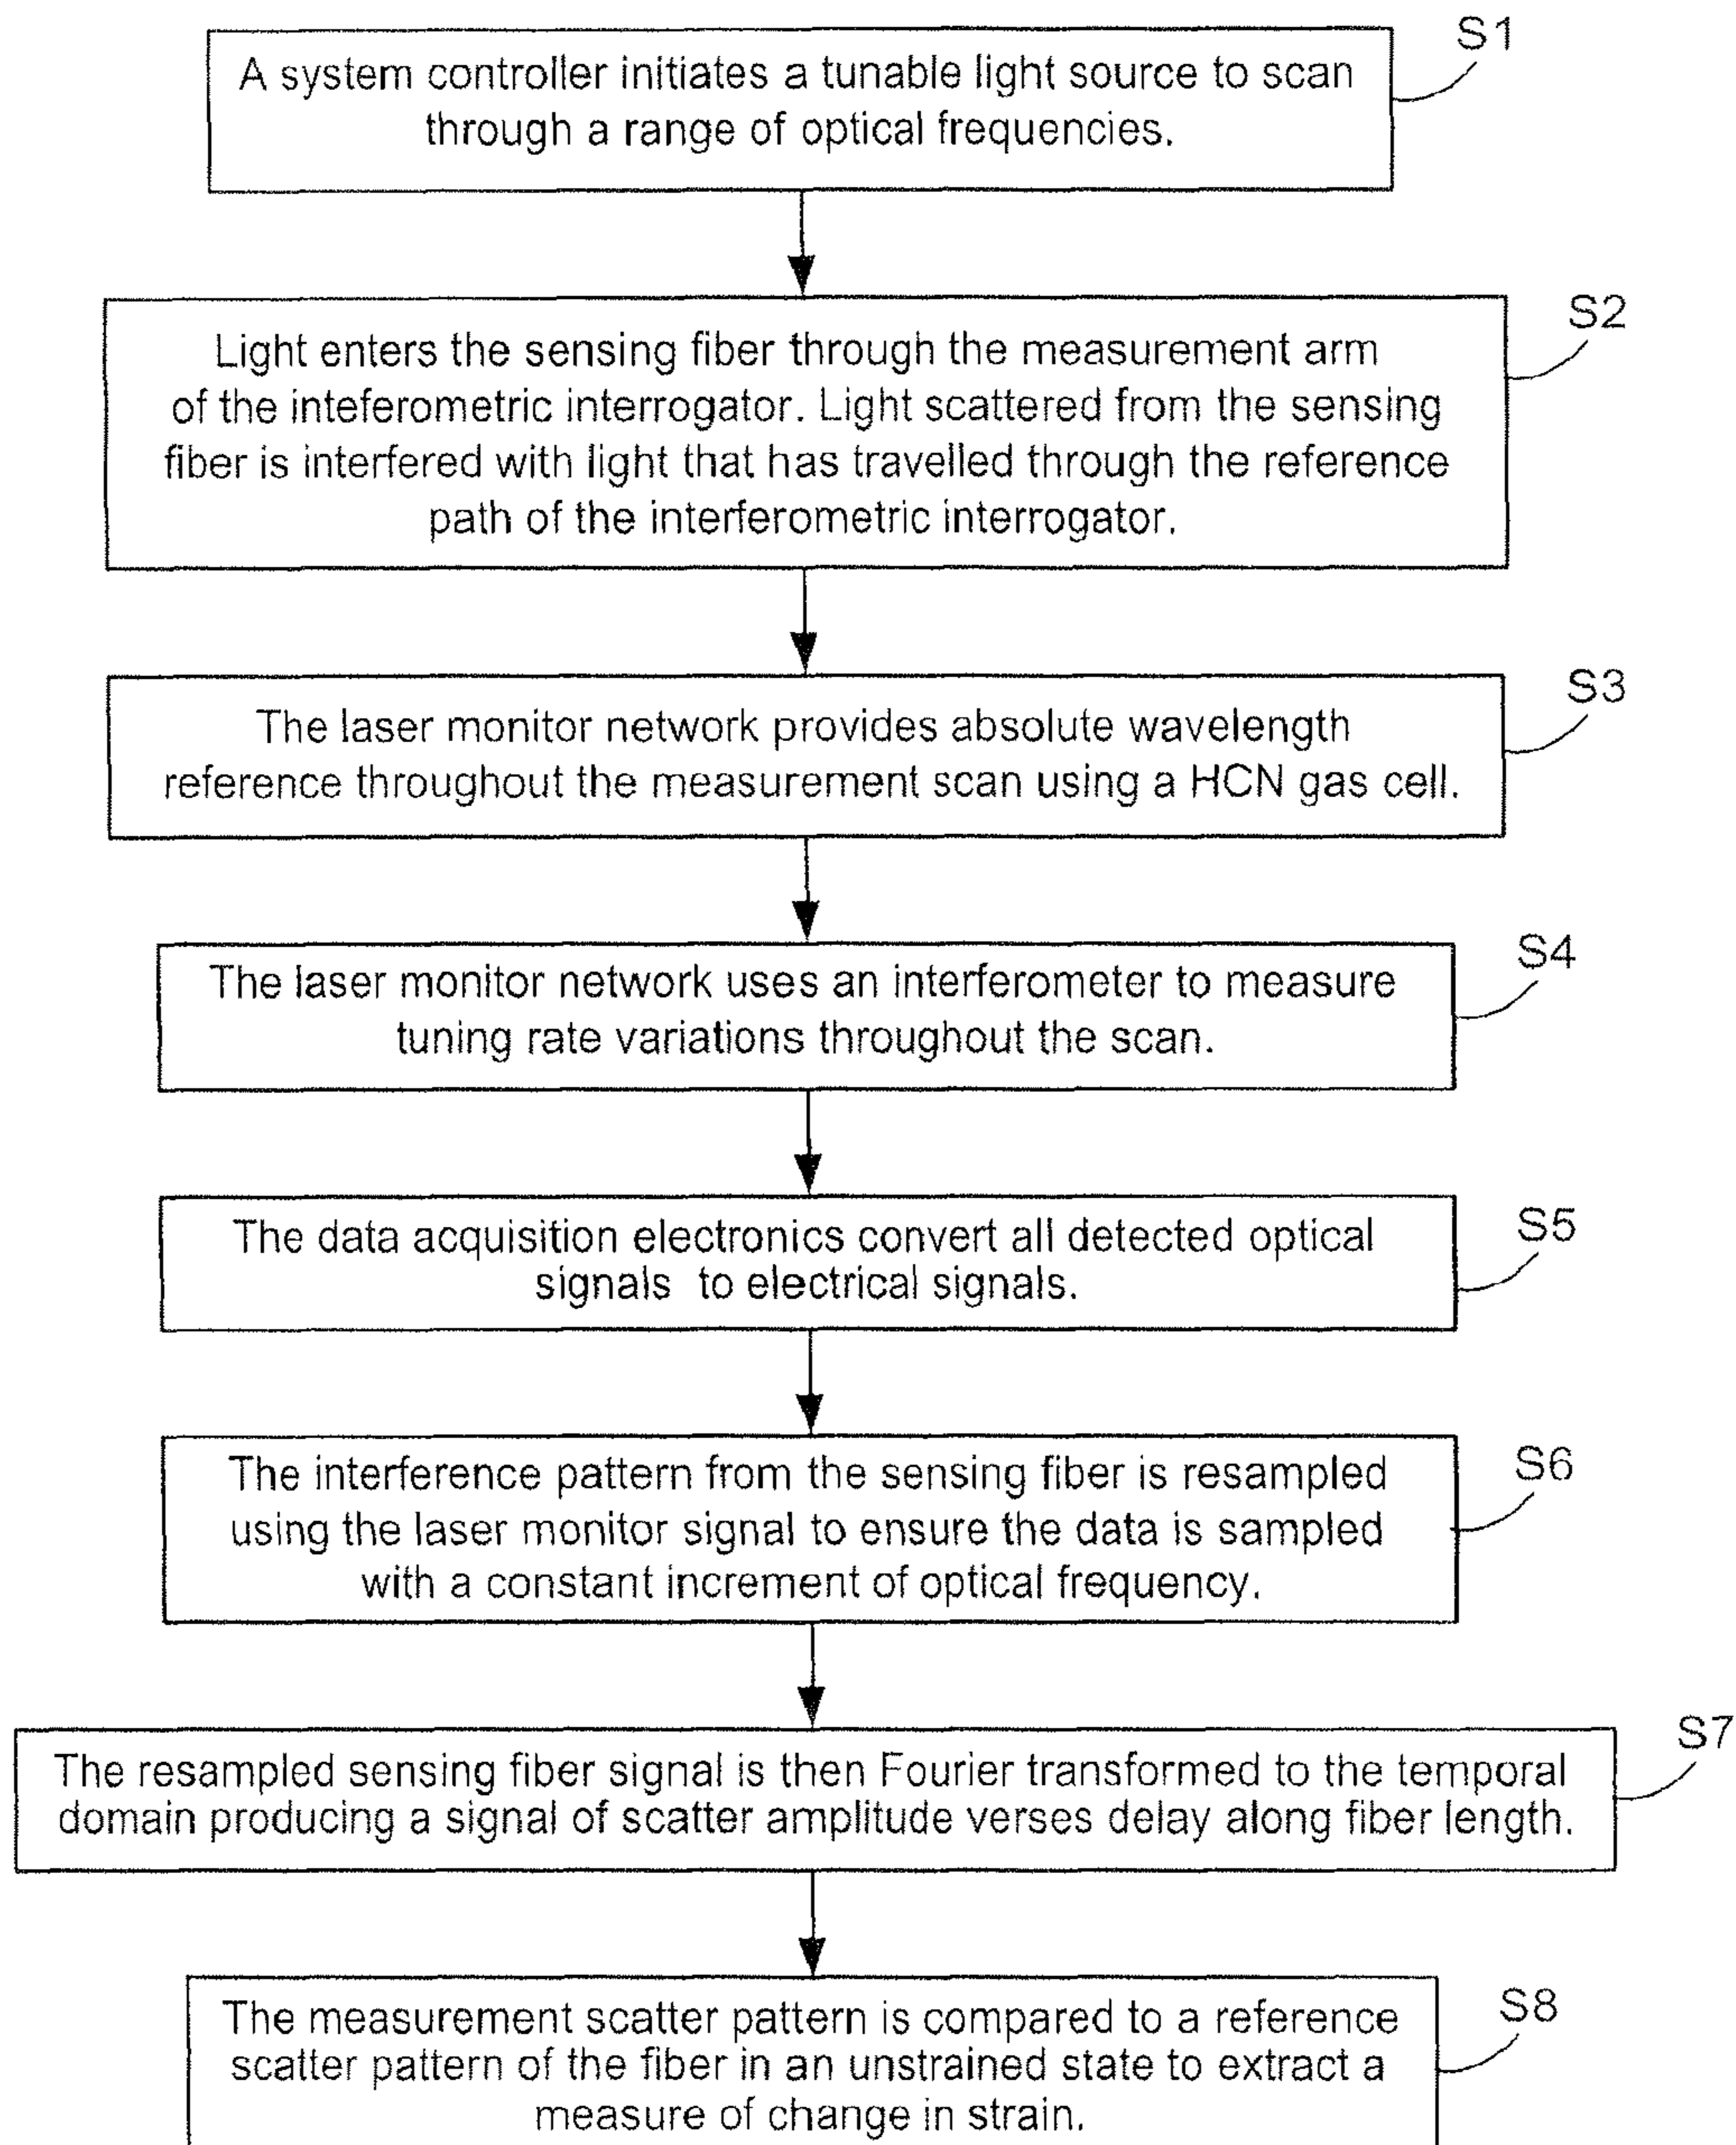 S1
A system controller initiates a tunable light source to scan
through a range of optical frequencies.
S2
Light enters the sensing fiber through the measurement arm
of the inteferometric interrogator. Light scattered from the sensing
fiber is interfered with light that has travelled through the reference
path of the interferometric interrogator.
S3
The laser monitor network provides absolute wavelength
reference throughout the measurement scan using a HCN gas cell.
S4
The laser monitor network uses an interferometer to measure
tuning rate variations throughout the scan.
S5
The data acquisition electronics convert all detected optical
signals to electrical signals.
S6
The interference pattern from the sensing fiber is resampled
using the laser monitor signal to ensure the data is sampled
with a constant increment of optical frequency.
S7
The resampled sensing fiber signal is then Fourier transformed to the temporal
domain producing a signal of scatter amplitude verses delay along fiber length.
S8
The measurement scatter pattern is compared to a reference
scatter pattern of the fiber in an unstrained state to extract a
measure of change in strain.